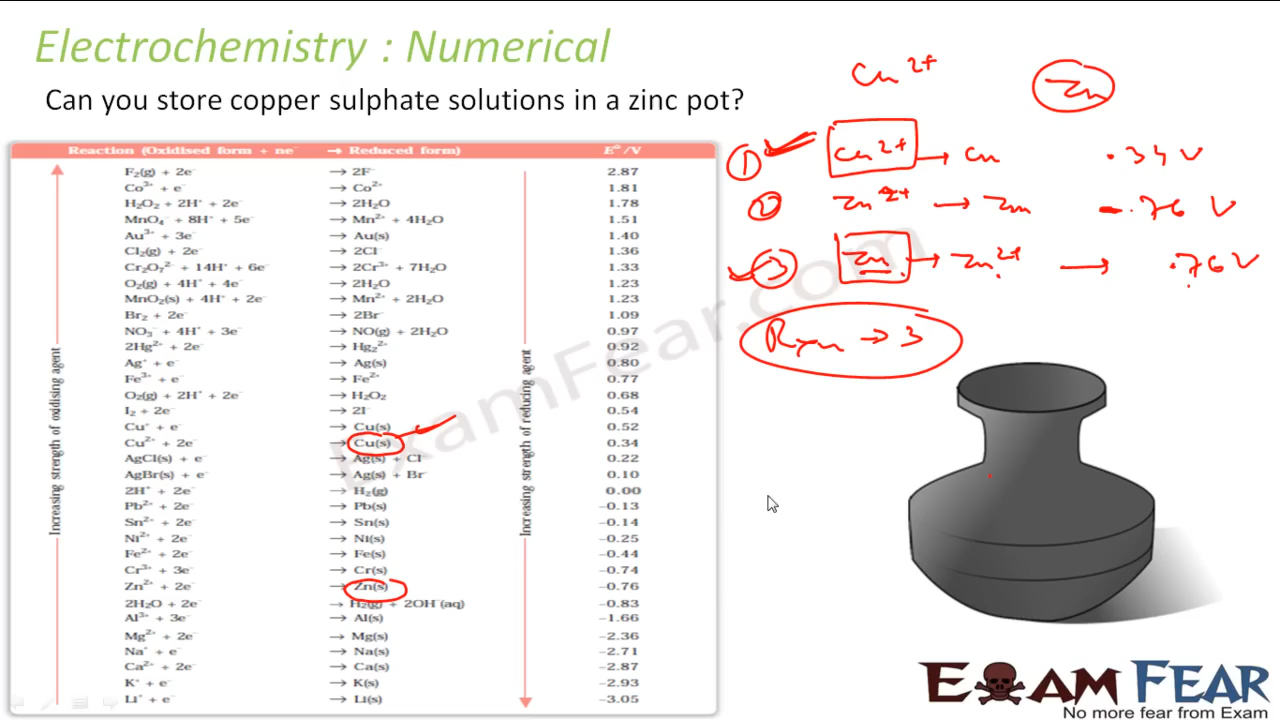 Electrochemistry : Numerical
Can you store copper sulphate solutions in a zinc pot?
Cu²⁺ Zn
① Cu²⁺ → Cu .34 V
② Zn²⁺ → Zn -.76 V
③ Zn → Zn²⁺ → .76 V
Rxn → 3
Reaction (Oxidised form + ne⁻ → Reduced form) E°/V
F₂(g) + 2e⁻ → 2F⁻ 2.87
Co³⁺ + e⁻ → Co²⁺ 1.81
H₂O₂ + 2H⁺ + 2e⁻ → 2H₂O 1.78
MnO₄⁻ + 8H⁺ + 5e⁻ → Mn²⁺ + 4H₂O 1.51
Au³⁺ + 3e⁻ → Au(s) 1.40
Cl₂(g) + 2e⁻ → 2Cl⁻ 1.36
Cr₂O₇²⁻ + 14H⁺ + 6e⁻ → 2Cr³⁺ + 7H₂O 1.33
O₂(g) + 4H⁺ + 4e⁻ → 2H₂O 1.23
MnO₂(s) + 4H⁺ + 2e⁻ → Mn²⁺ + 2H₂O 1.23
Br₂ + 2e⁻ → 2Br⁻ 1.09
NO₃⁻ + 4H⁺ + 3e⁻ → NO(g) + 2H₂O 0.97
2Hg²⁺ + 2e⁻ → Hg₂²⁺ 0.92
Ag⁺ + e⁻ → Ag(s) 0.80
Fe³⁺ + e⁻ → Fe²⁺ 0.77
O₂(g) + 2H⁺ + 2e⁻ → H₂O₂ 0.68
I₂ + 2e⁻ → 2I⁻ 0.54
Cu⁺ + e⁻ → Cu(s) 0.52
Cu²⁺ + 2e⁻ → Cu(s) 0.34
AgCl(s) + e⁻ → Ag(s) + Cl⁻ 0.22
AgBr(s) + e⁻ → Ag(s) + Br⁻ 0.10
2H⁺ + 2e⁻ → H₂(g) 0.00
Pb²⁺ + 2e⁻ → Pb(s) –0.13
Sn²⁺ + 2e⁻ → Sn(s) –0.14
Ni²⁺ + 2e⁻ → Ni(s) –0.25
Fe²⁺ + 2e⁻ → Fe(s) –0.44
Cr³⁺ + 3e⁻ → Cr(s) –0.74
Zn²⁺ + 2e⁻ → Zn(s) –0.76
2H₂O + 2e⁻ → H₂(g) + 2OH⁻(aq) –0.83
Al³⁺ + 3e⁻ → Al(s) –1.66
Mg²⁺ + 2e⁻ → Mg(s) –2.36
Na⁺ + e⁻ → Na(s) –2.71
Ca²⁺ + 2e⁻ → Ca(s) –2.87
K⁺ + e⁻ → K(s) –2.93
Li⁺ + e⁻ → Li(s) –3.05
Increasing strength of oxidising agent
Increasing strength of reducing agent
ExamFear.com
EXAM FEAR
No more fear from Exam